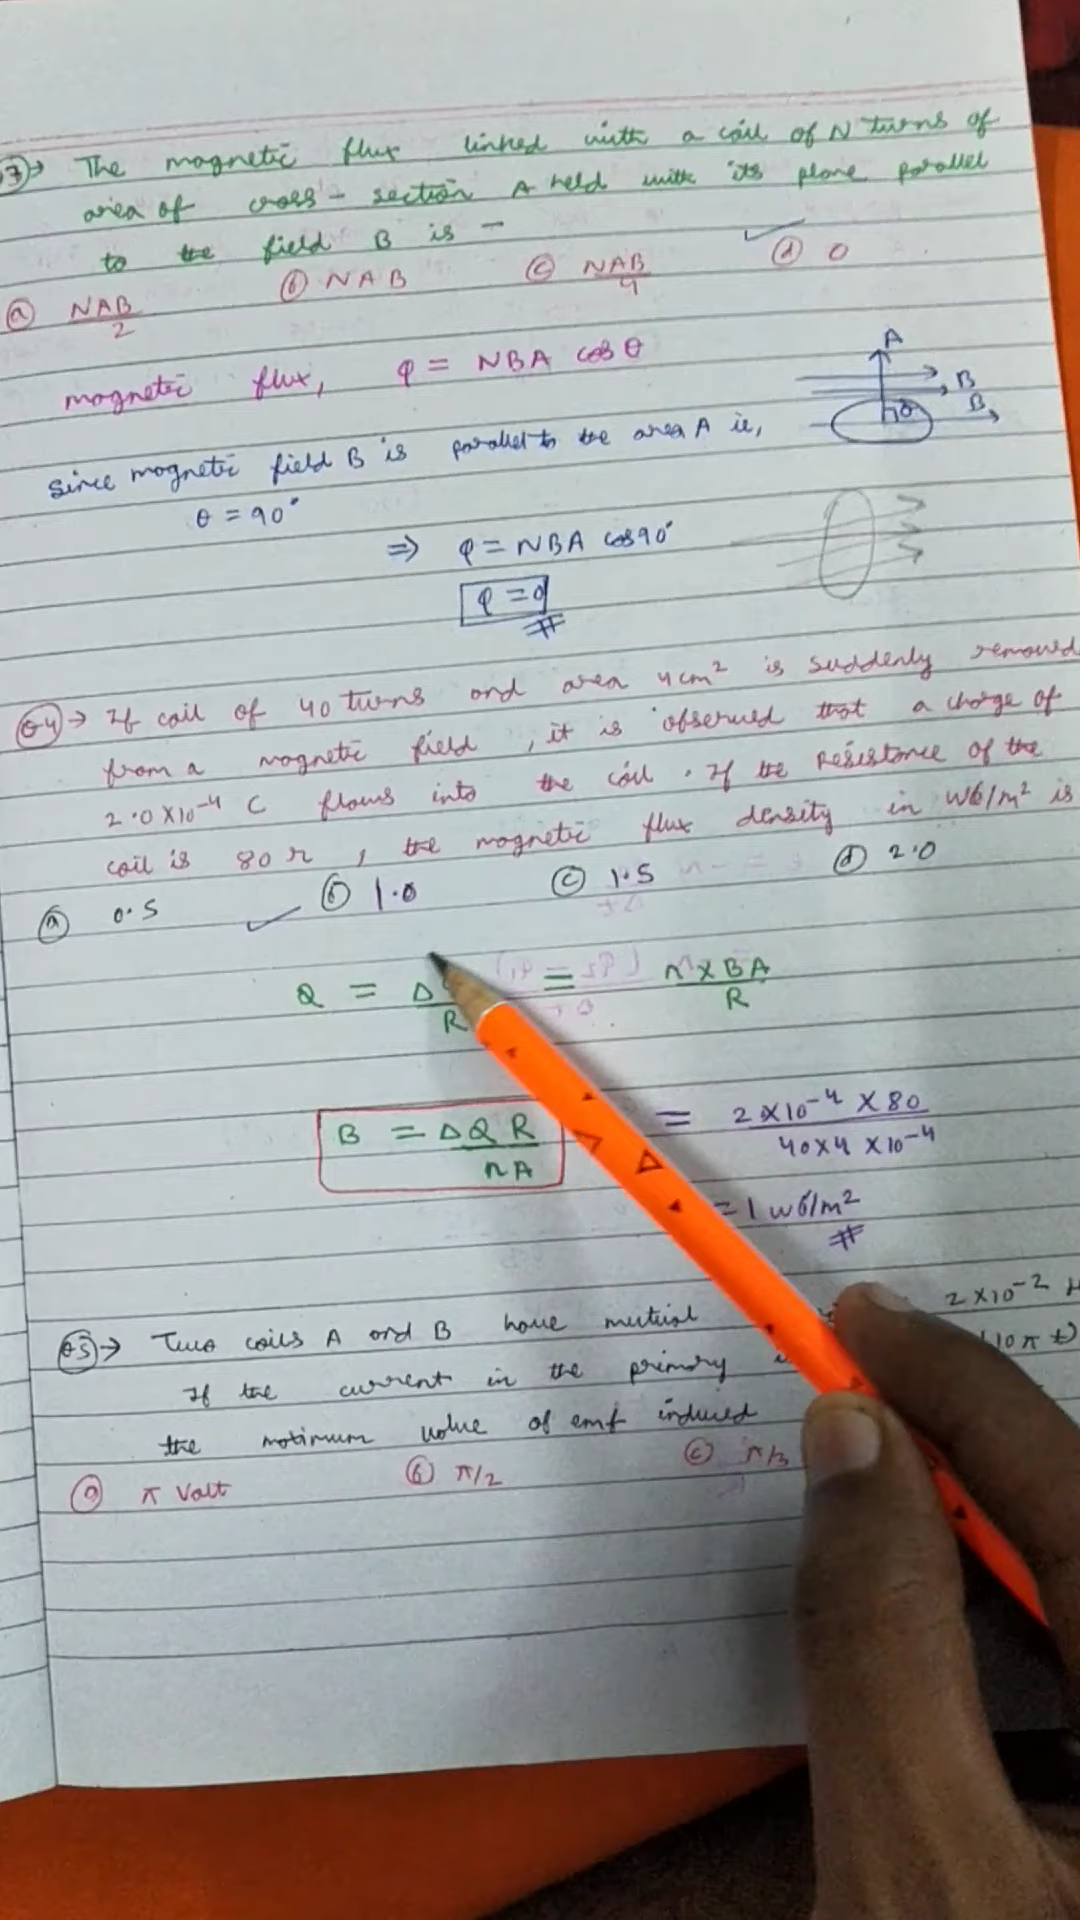 3)→ The magnetic flux linked with a coil of N turns of
area of cross-section A held with its plane parallel
to the field B is -
(a) NAB/2 (b) NAB (c) NAB/4 (d) 0
magnetic flux, φ = NBA cos θ
A
B
B
θ
since magnetic field B is parallel to the area A ie,
θ = 90°
⇒ φ = NBA cos90°
φ = 0
Q4)→ If coil of 40 turns and area 4cm² is suddenly removed
from a magnetic field, it is observed that a charge of
2.0×10⁻⁴ C flows into the coil. If the resistance of the
coil is 80 r, the magnetic flux density in wb/m² is
(a) 0.5 (b) 1.0 (c) 1.5 (d) 2.0
Q = Δ /R = n×BA/R
B = ΔQ R/nA = 2×10⁻⁴ × 80/40×4×10⁻⁴
= 1 wb/m²
Q5)→ Two coils A and B have mutual 2×10⁻² H
If the current in the primary (10π t)
the maximum value of emf induced
(a) π Volt (b) π/2 (c) π/3